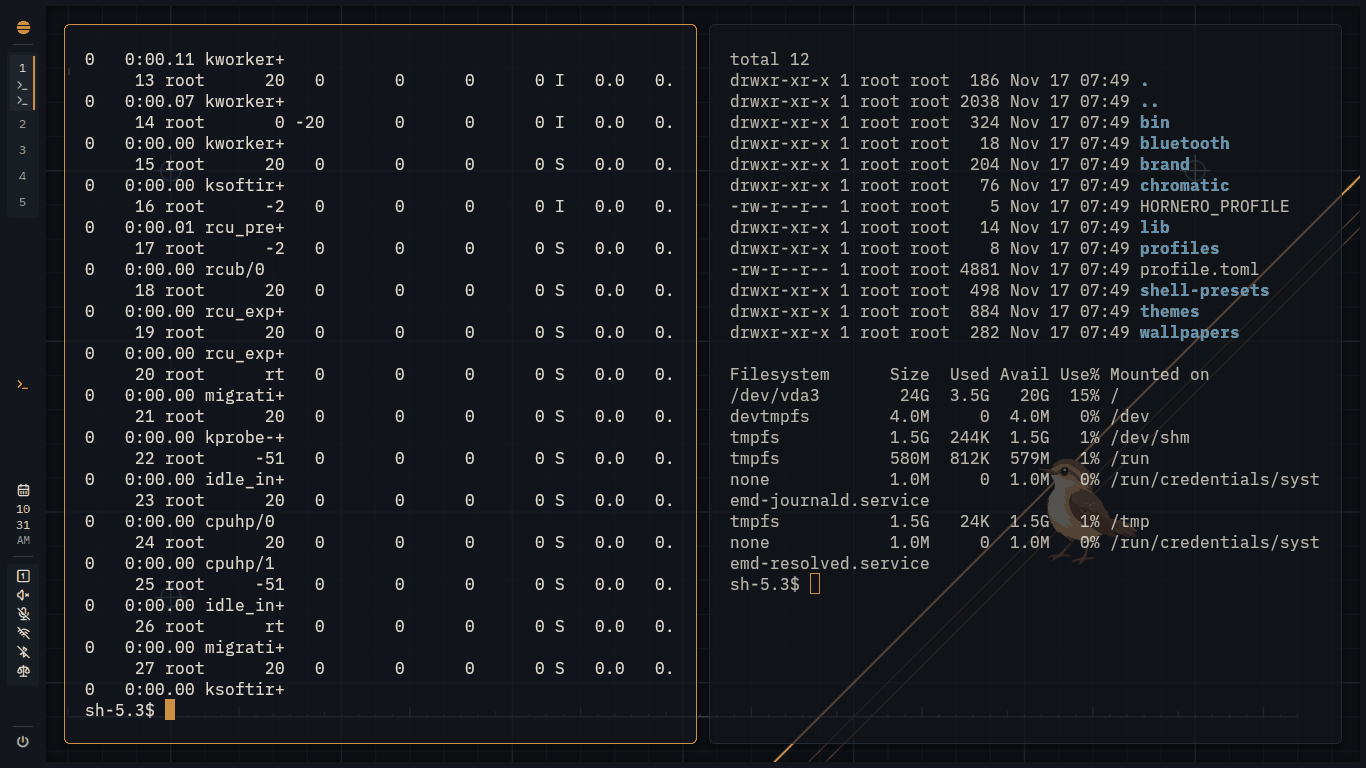 1
2
3
4
5
10
31
AM
1
0   0:00.11 kworker+
     13 root      20   0       0       0      0 I   0.0   0.
0   0:00.07 kworker+
     14 root       0 -20       0       0      0 I   0.0   0.
0   0:00.00 kworker+
     15 root      20   0       0       0      0 S   0.0   0.
0   0:00.00 ksoftir+
     16 root      -2   0       0       0      0 I   0.0   0.
0   0:00.01 rcu_pre+
     17 root      -2   0       0       0      0 S   0.0   0.
0   0:00.00 rcub/0
     18 root      20   0       0       0      0 S   0.0   0.
0   0:00.00 rcu_exp+
     19 root      20   0       0       0      0 S   0.0   0.
0   0:00.00 rcu_exp+
     20 root      rt   0       0       0      0 S   0.0   0.
0   0:00.00 migrati+
     21 root      20   0       0       0      0 S   0.0   0.
0   0:00.00 kprobe-+
     22 root     -51   0       0       0      0 S   0.0   0.
0   0:00.00 idle_in+
     23 root      20   0       0       0      0 S   0.0   0.
0   0:00.00 cpuhp/0
     24 root      20   0       0       0      0 S   0.0   0.
0   0:00.00 cpuhp/1
     25 root     -51   0       0       0      0 S   0.0   0.
0   0:00.00 idle_in+
     26 root      rt   0       0       0      0 S   0.0   0.
0   0:00.00 migrati+
     27 root      20   0       0       0      0 S   0.0   0.
0   0:00.00 ksoftir+
sh-5.3$
total 12
drwxr-xr-x 1 root root  186 Nov 17 07:49 .
drwxr-xr-x 1 root root 2038 Nov 17 07:49 ..
drwxr-xr-x 1 root root  324 Nov 17 07:49 bin
drwxr-xr-x 1 root root   18 Nov 17 07:49 bluetooth
drwxr-xr-x 1 root root  204 Nov 17 07:49 brand
drwxr-xr-x 1 root root   76 Nov 17 07:49 chromatic
-rw-r--r-- 1 root root    5 Nov 17 07:49 HORNERO_PROFILE
drwxr-xr-x 1 root root   14 Nov 17 07:49 lib
drwxr-xr-x 1 root root    8 Nov 17 07:49 profiles
-rw-r--r-- 1 root root 4881 Nov 17 07:49 profile.toml
drwxr-xr-x 1 root root  498 Nov 17 07:49 shell-presets
drwxr-xr-x 1 root root  884 Nov 17 07:49 themes
drwxr-xr-x 1 root root  282 Nov 17 07:49 wallpapers
Filesystem      Size  Used Avail Use% Mounted on
/dev/vda3        24G  3.5G   20G  15% /
devtmpfs        4.0M     0  4.0M   0% /dev
tmpfs           1.5G  244K  1.5G   1% /dev/shm
tmpfs           580M  812K  579M   1% /run
none            1.0M     0  1.0M   0% /run/credentials/syst
emd-journald.service
tmpfs           1.5G   24K  1.5G   1% /tmp
none            1.0M     0  1.0M   0% /run/credentials/syst
emd-resolved.service
sh-5.3$